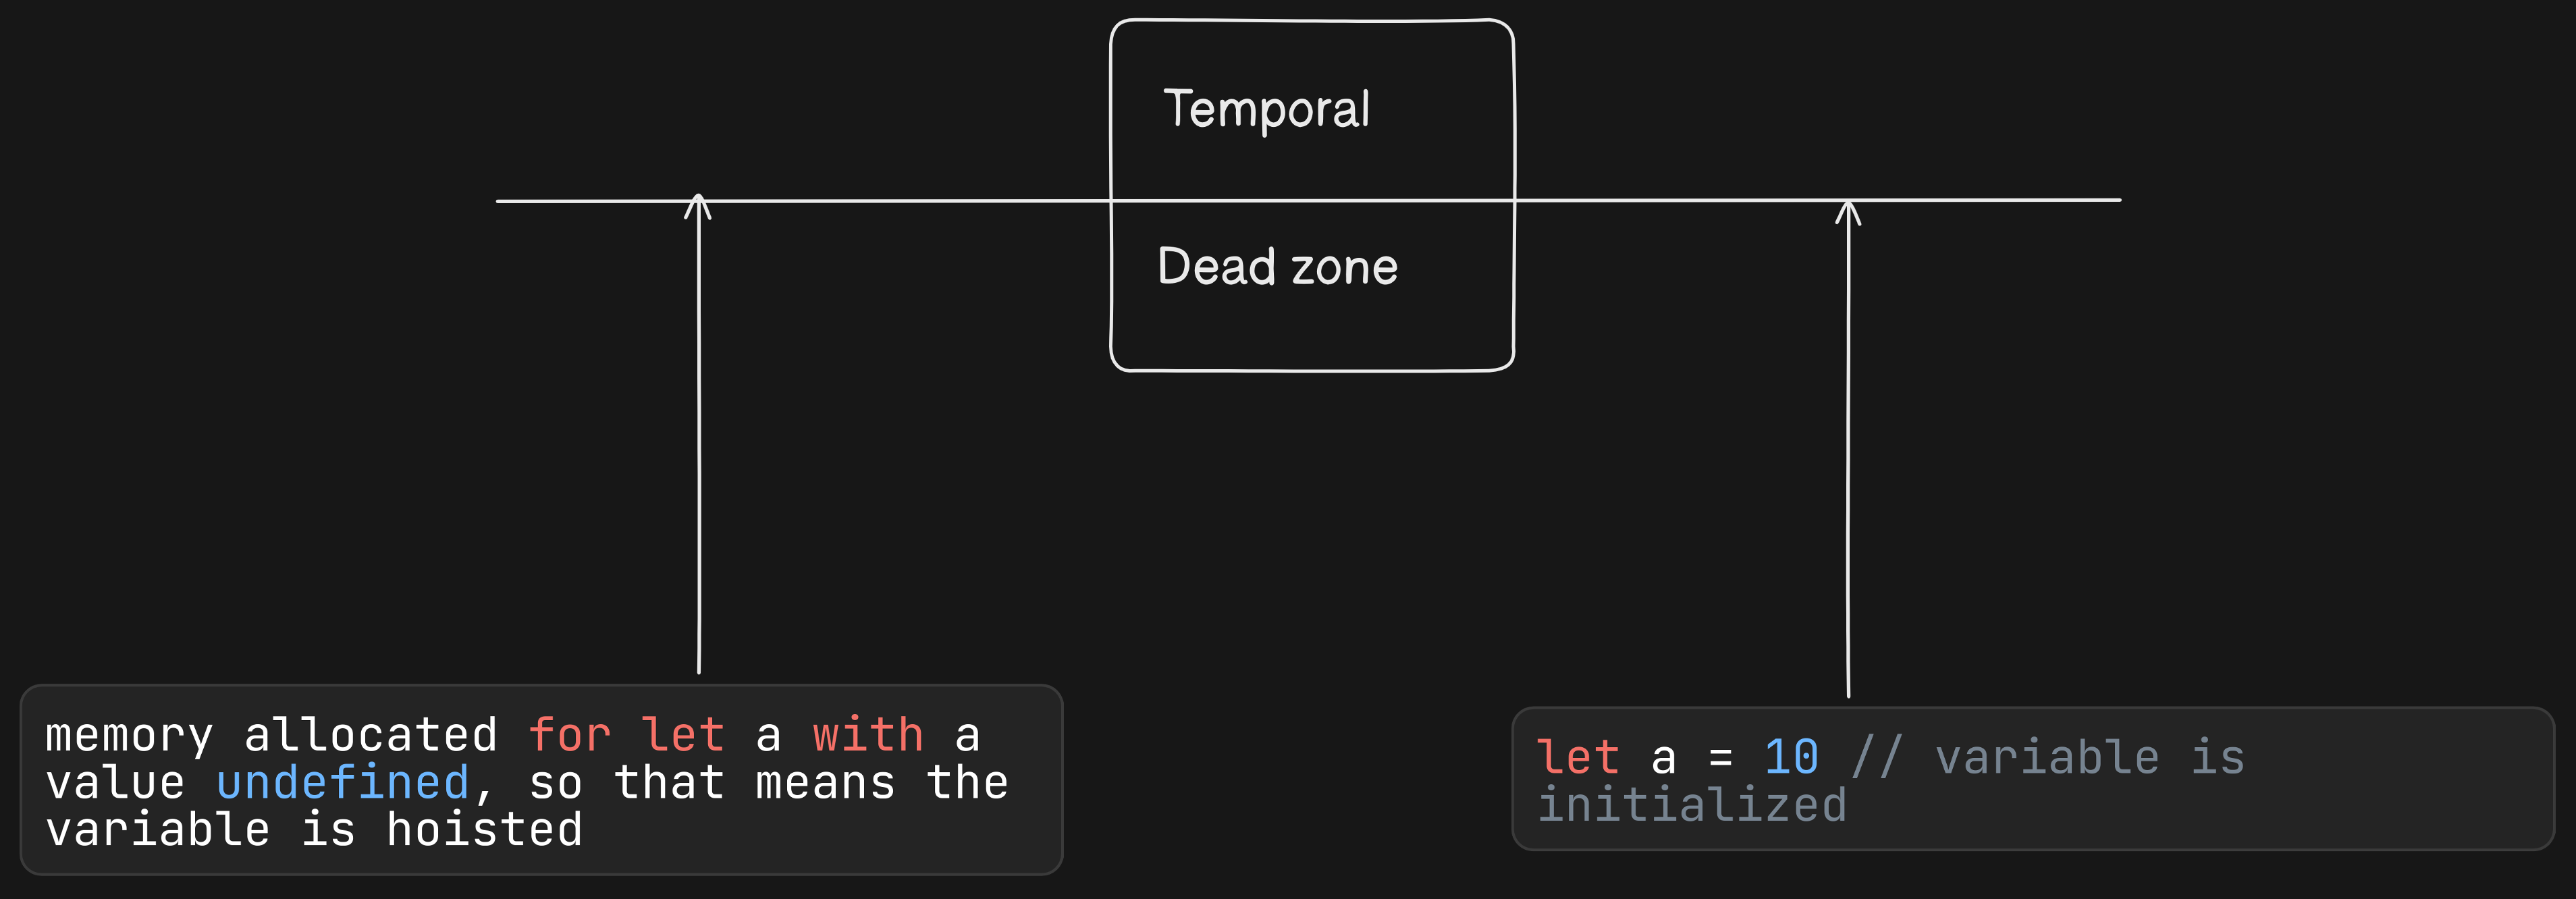 Temporal
Dead zone
memory allocated for let a with a
value undefined, so that means the
variable is hoisted
let a = 10 // variable is
initialized